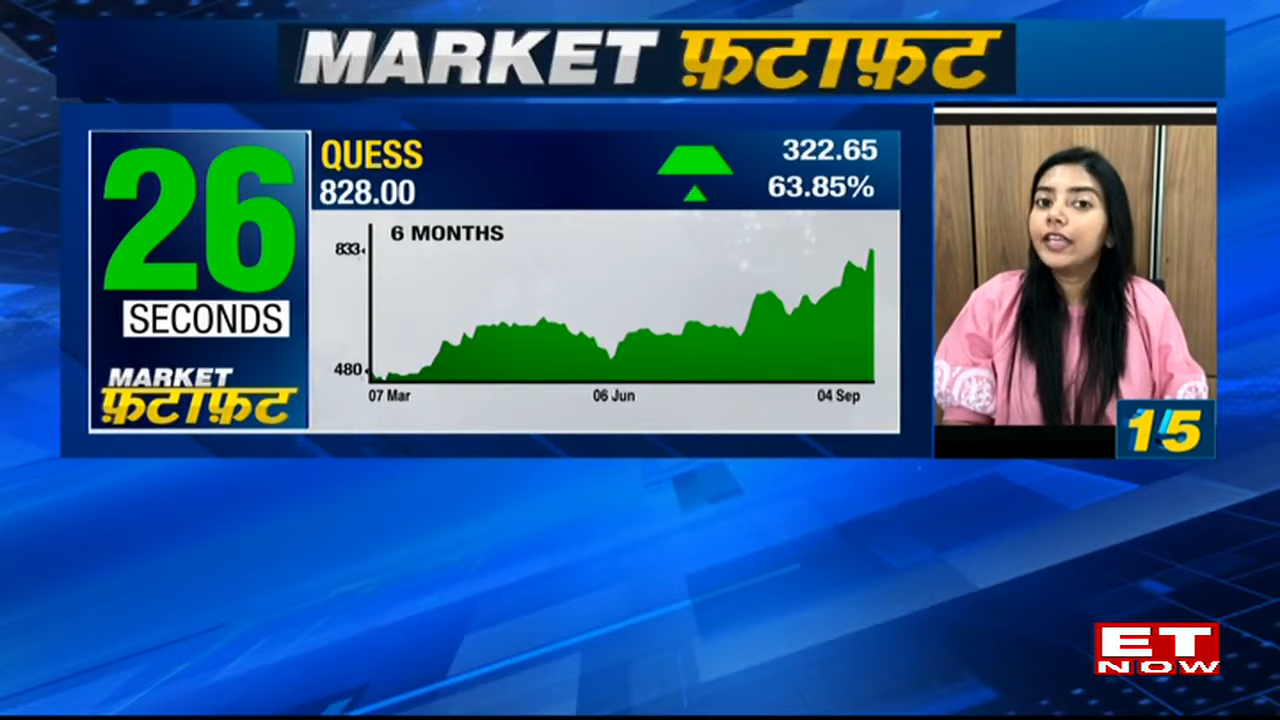 MARKET फ़टाफ़ट
26
SECONDS
MARKET
फ़टाफ़ट
QUESS
828.00
322.65
63.85%
6 MONTHS
833
480
07 Mar
06 Jun
04 Sep
15
ET
NOW